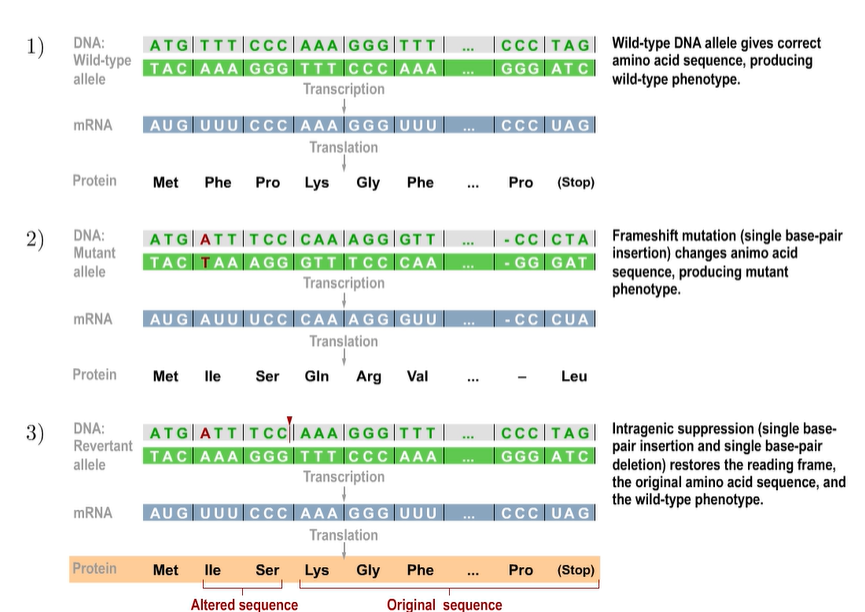 1)
DNA:
Wild-type
allele
ATG TTT CCC AAA GGG TTT ... CCC TAG
TAC AAA GGG TTT CCC AAA ... GGG ATC
Wild-type DNA allele gives correct
amino acid sequence, producing
wild-type phenotype.
Transcription
mRNA
AUG UUU CCC AAA GGG UUU ... CCC UAG
Translation
Protein
Met Phe Pro Lys Gly Phe ... Pro (Stop)
2)
DNA:
Mutant
allele
ATG ATT TCC CAA AGG GTT ... -CC CTA
TAC TAA AGG GTT TCC CAA ... -GG GAT
Frameshift mutation (single base-pair
insertion) changes animo acid
sequence, producing mutant
phenotype.
Transcription
mRNA
AUG AUU UCC CAA AGG GUU ... -CC CUA
Translation
Protein
Met Ile Ser Gln Arg Val ... – Leu
3)
DNA:
Revertant
allele
ATG ATT TCC AAA GGG TTT ... CCC TAG
TAC AAA GGG TTT CCC AAA ... GGG ATC
Intragenic suppression (single base-
pair insertion and single base-pair
deletion) restores the reading frame,
the original amino acid sequence, and
the wild-type phenotype.
Transcription
mRNA
AUG UUU CCC AAA GGG UUU ... CCC UAG
Translation
Protein
Met Ile Ser Lys Gly Phe ... Pro (Stop)
Altered sequence Original sequence